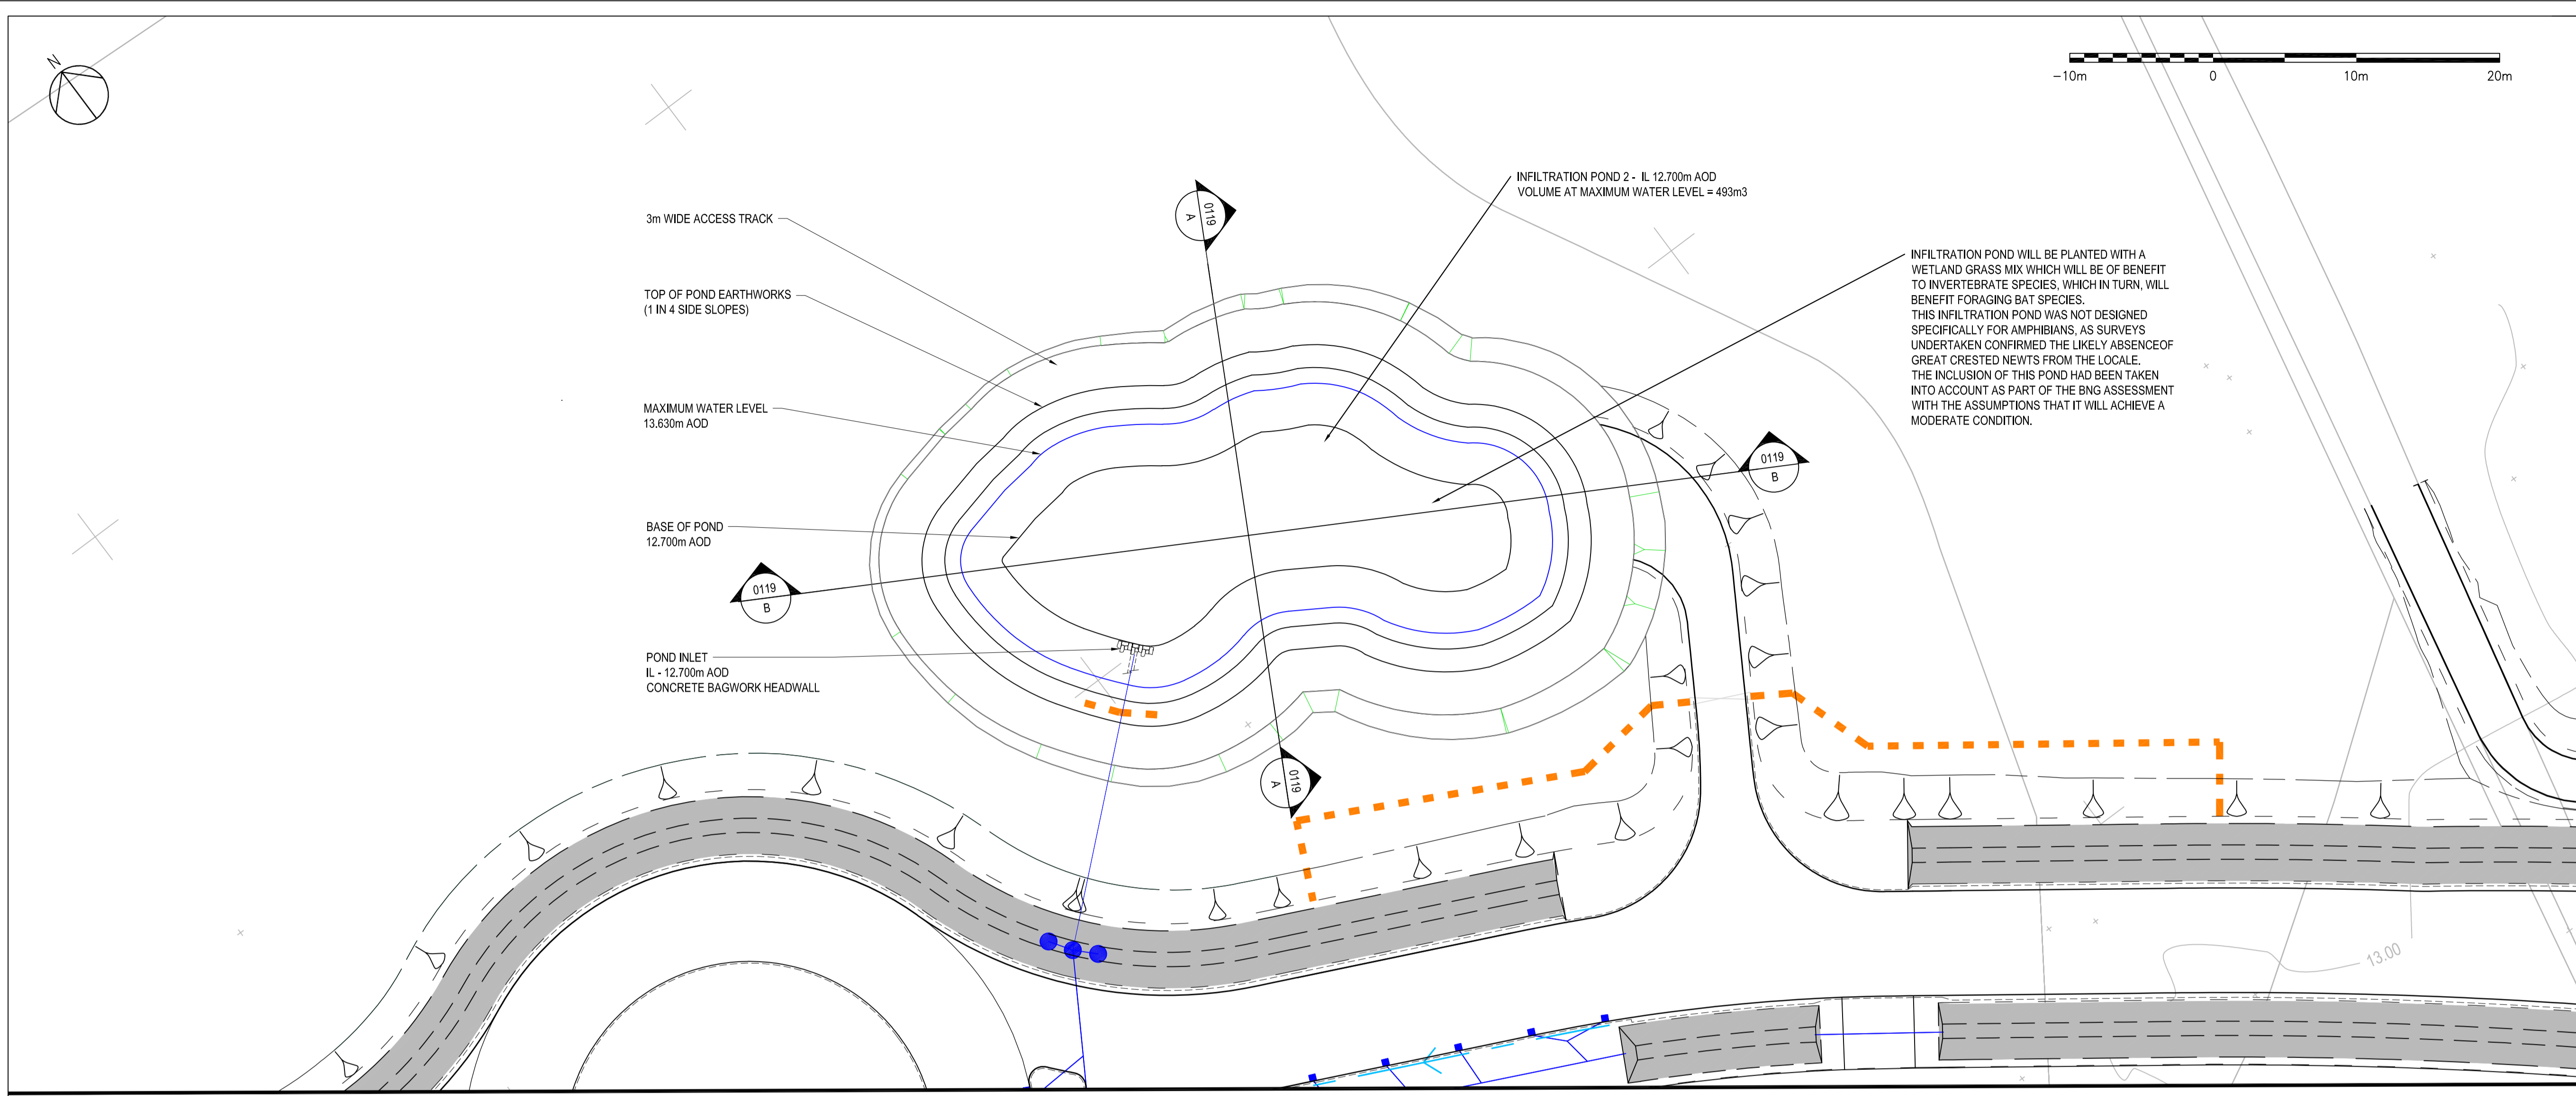 N
-10m 0 10m 20m
INFILTRATION POND 2 - IL 12.700m AOD
VOLUME AT MAXIMUM WATER LEVEL = 493m3
0119
A
3m WIDE ACCESS TRACK
INFILTRATION POND WILL BE PLANTED WITH A
WETLAND GRASS MIX WHICH WILL BE OF BENEFIT
TO INVERTEBRATE SPECIES, WHICH IN TURN, WILL
BENEFIT FORAGING BAT SPECIES.
THIS INFILTRATION POND WAS NOT DESIGNED
SPECIFICALLY FOR AMPHIBIANS, AS SURVEYS
UNDERTAKEN CONFIRMED THE LIKELY ABSENCEOF
GREAT CRESTED NEWTS FROM THE LOCALE.
THE INCLUSION OF THIS POND HAD BEEN TAKEN
INTO ACCOUNT AS PART OF THE BNG ASSESSMENT
WITH THE ASSUMPTIONS THAT IT WILL ACHIEVE A
MODERATE CONDITION.
TOP OF POND EARTHWORKS
(1 IN 4 SIDE SLOPES)
MAXIMUM WATER LEVEL
13.630m AOD
0119
B
BASE OF POND
12.700m AOD
0119
B
POND INLET
IL - 12.700m AOD
CONCRETE BAGWORK HEADWALL
0119
A
13.00